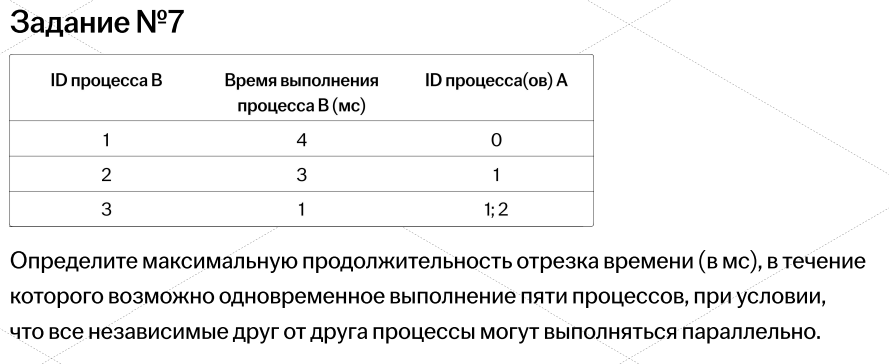 Задание №7
ID процесса B Время выполнения процесса B (мс) ID процесса(ов) A
1 4 0
2 3 1
3 1 1; 2
Определите максимальную продолжительность отрезка времени (в мс), в течение
которого возможно одновременное выполнение пяти процессов, при условии,
что все независимые друг от друга процессы могут выполняться параллельно.